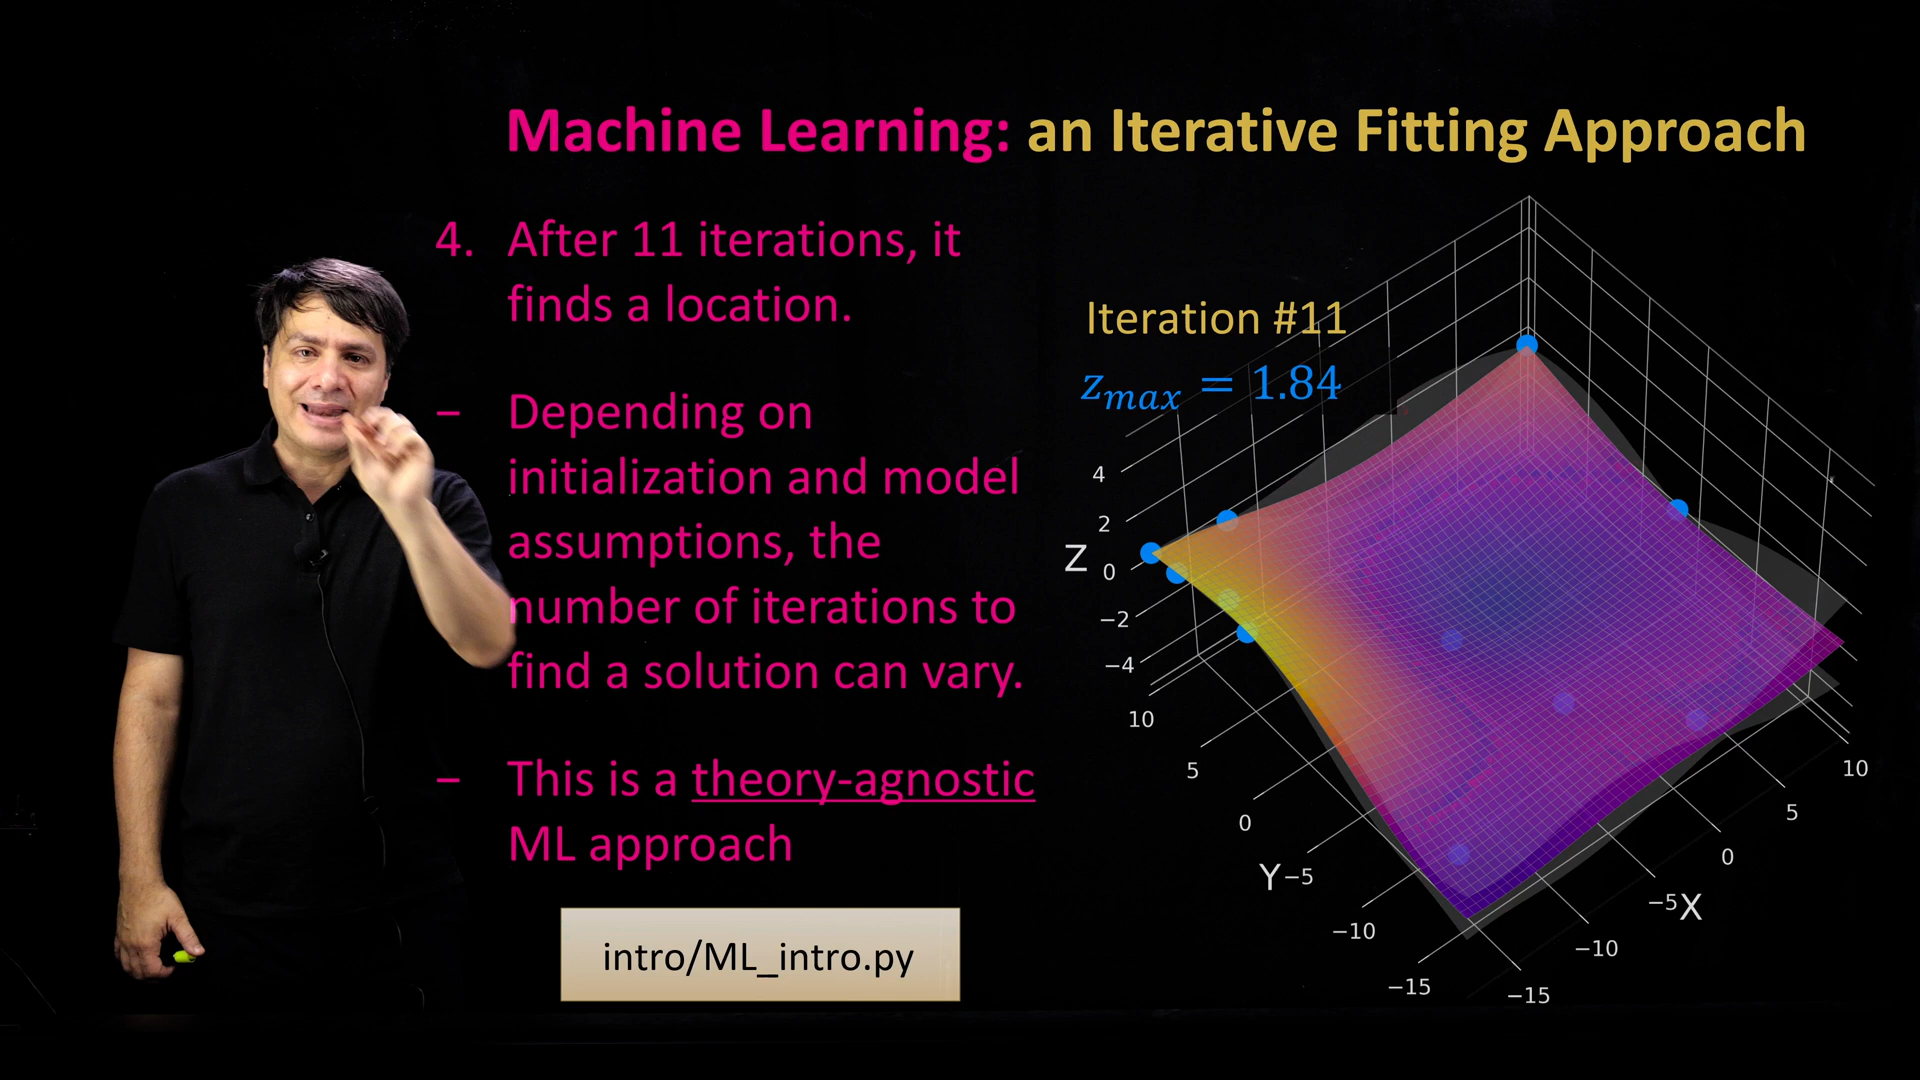 Machine Learning: an Iterative Fitting Approach
4. After 11 iterations, it
finds a location.
– Depending on
initialization and model
assumptions, the
number of iterations to
find a solution can vary.
– This is a theory-agnostic
ML approach
intro/ML_intro.py
Iteration #11
z_max = 1.84
Z
4
2
0
−2
−4
10
5
0
Y −5
−10
−15
10
5
0
−5 X
−10
−15